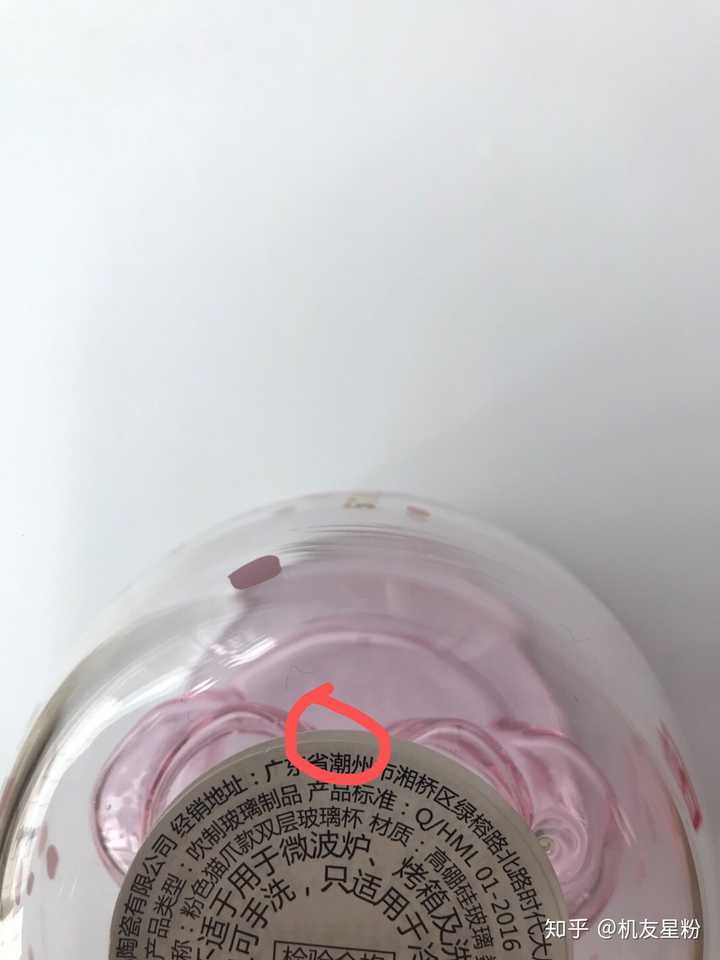 陶瓷有限公司 经销地址：广东省潮州市湘桥区绿榕路北路时代大
产品类型：吹制玻璃制品 产品标准：Q/HML 01-2016
称：粉色猫爪款双层玻璃杯 材质：高硼硅玻璃
适于用于微波炉、烤箱及洗
可手洗，只适用于冷
检验合格
知乎 @机友星粉